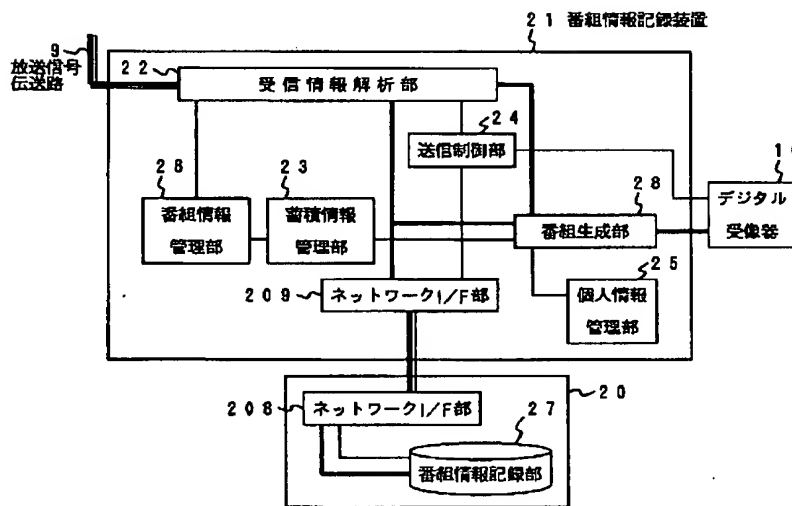 21 番組情報記録装置
9
放送信号
伝送路
22
受信情報解析部
24
送信制御部
28
番組情報
管理部
23
蓄積情報
管理部
28
番組生成部
デジタル
受像器
25
個人情報
管理部
209
ネットワークI/F部
20
208
ネットワークI/F部
27
番組情報記録部